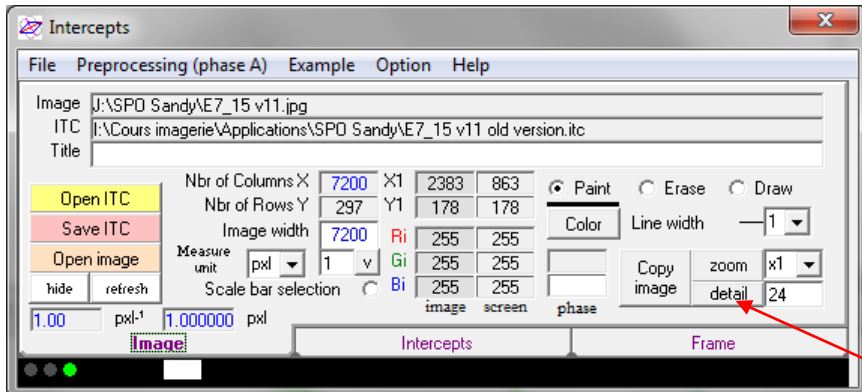 Intercepts
File Preprocessing (phase A) Example Option Help
Image J:\SPO Sandy\E7_15 v11.jpg
ITC I:\Cours imagerie\Applications\SPO Sandy\E7_15 v11 old version.itc
Title
Open ITC Nbr of Columns X 7200 X1 2383 863 Paint Erase Draw
Nbr of Rows Y 297 Y1 178 178
Save ITC Image width 7200 Ri 255 255 Color Line width 1
Open image Measure unit pxl 1 v Gi 255 255 Copy image zoom x1
hide refresh Scale bar selection Bi 255 255 detail 24
image screen phase
1.00 pxl-¹ 1.000000 pxl
Image Intercepts Frame